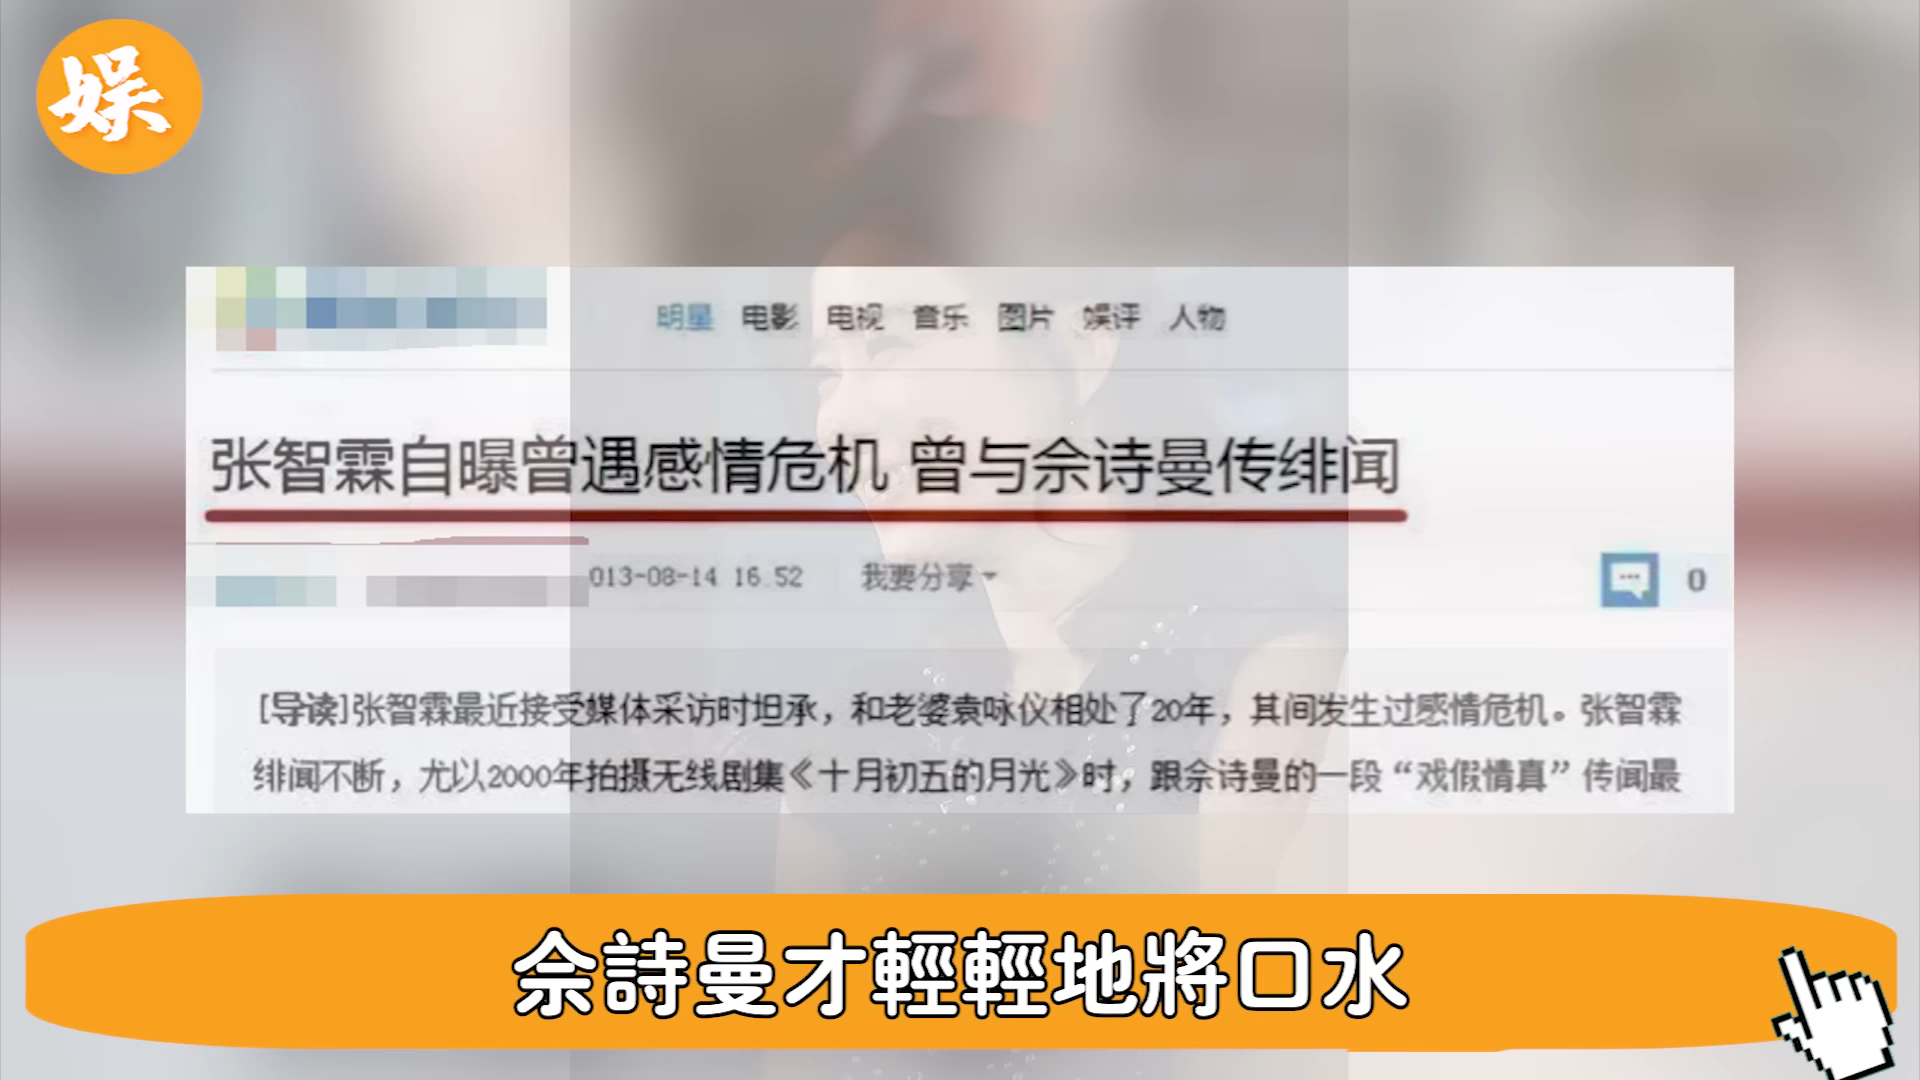 娱
明星 电影 电视 音乐 图片 娱评 人物
张智霖自曝曾遇感情危机 曾与佘诗曼传绯闻
013-08-14 16:52 我要分享 0
[导读]张智霖最近接受媒体采访时坦承，和老婆袁咏仪相处了20年，其间发生过感情危机。张智霖
绯闻不断，尤以2000年拍摄无线剧集《十月初五的月光》时，跟佘诗曼的一段“戏假情真”传闻最
佘詩曼才輕輕地將口水